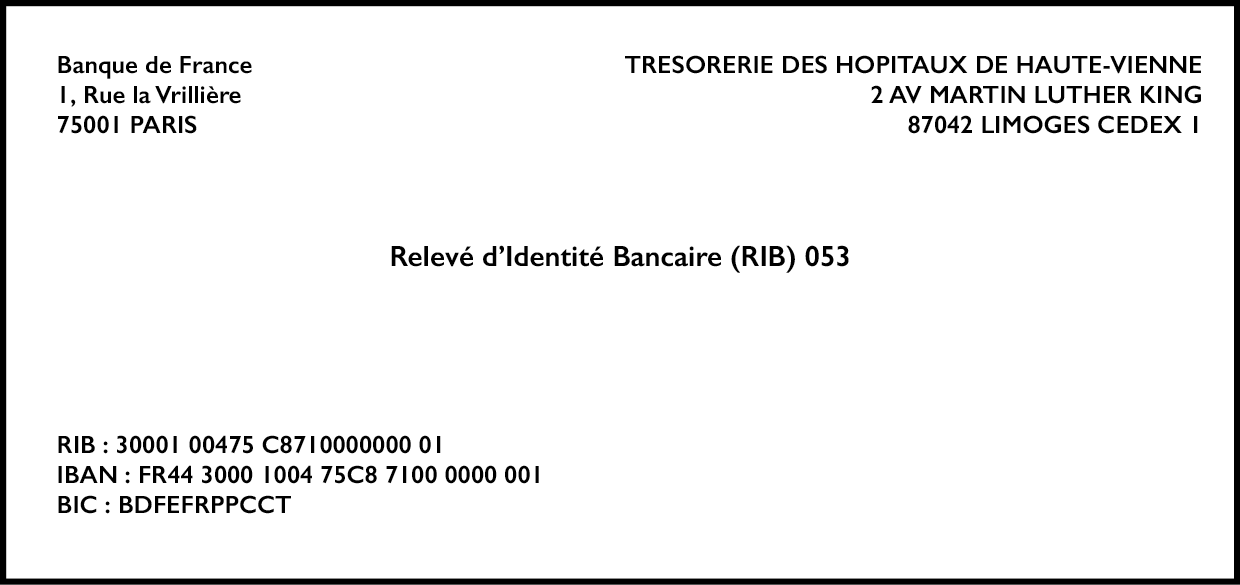 Banque de France
1, Rue la Vrillière
75001 PARIS
TRESORERIE DES HOPITAUX DE HAUTE-VIENNE
2 AV MARTIN LUTHER KING
87042 LIMOGES CEDEX 1
Relevé d’Identité Bancaire (RIB) 053
RIB : 30001 00475 C8710000000 01
IBAN : FR44 3000 1004 75C8 7100 0000 001
BIC : BDFEFRPPCCT